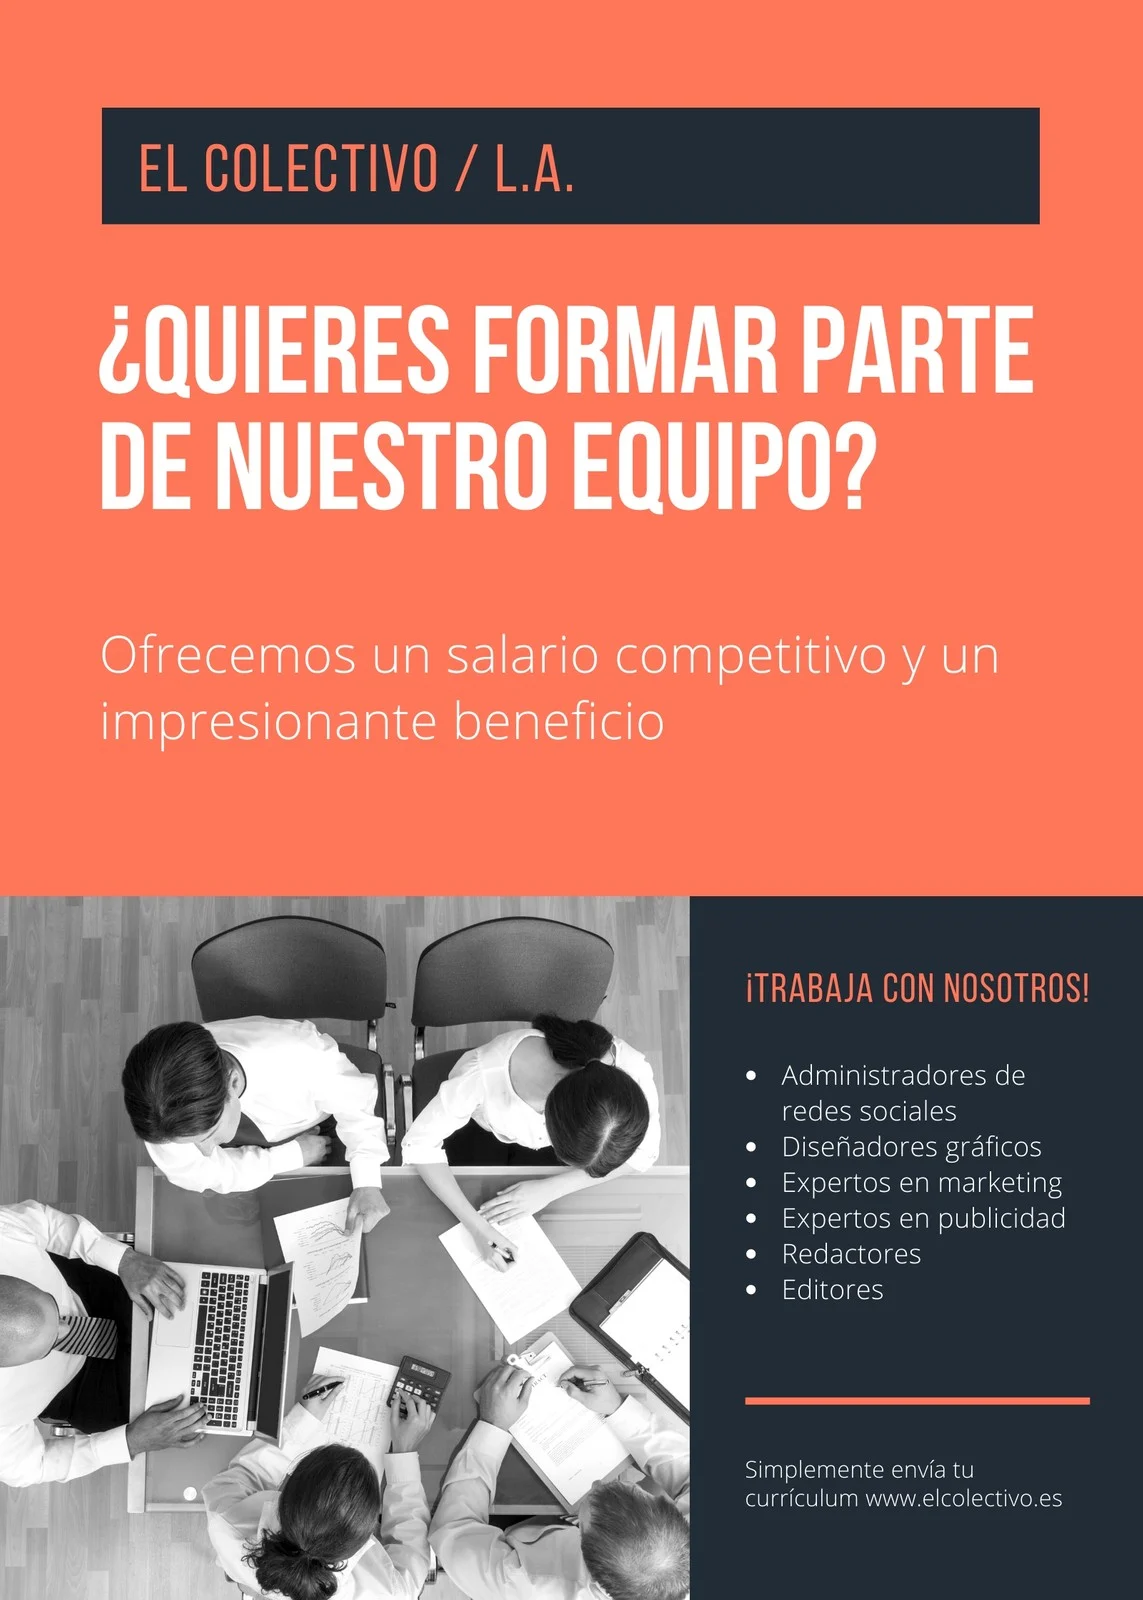 EL COLECTIVO / L.A.
¿QUIERES FORMAR PARTE
DE NUESTRO EQUIPO?
Ofrecemos un salario competitivo y un
impresionante beneficio
¡TRABAJA CON NOSOTROS!
• Administradores de
redes sociales
• Diseñadores gráficos
• Expertos en marketing
• Expertos en publicidad
• Redactores
• Editores
Simplemente envía tu
currículum www.elcolectivo.es